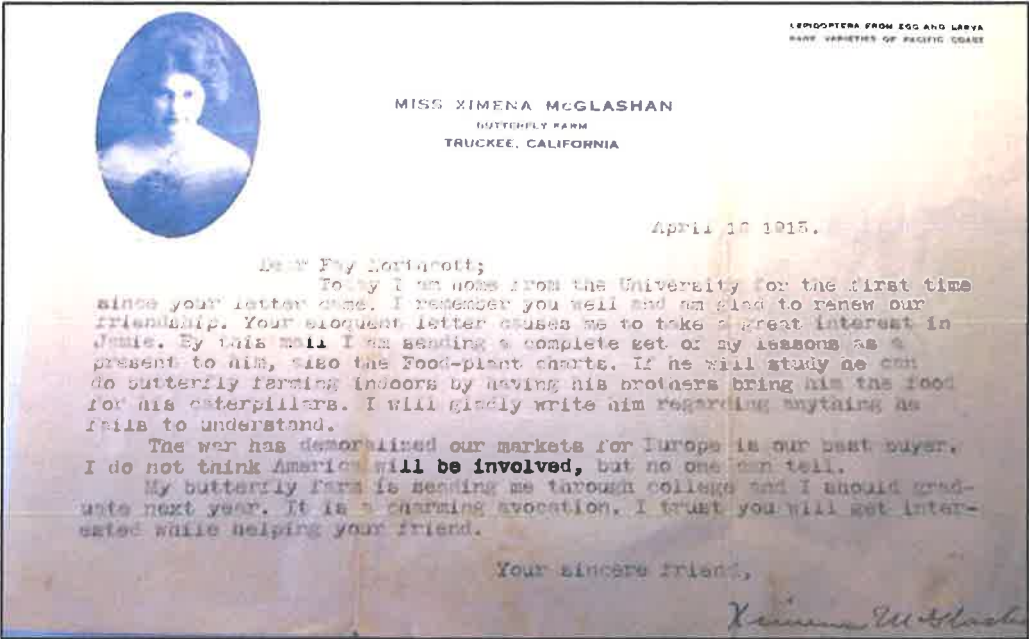 LEPIDOPTERA FROM EGG AND LARVA
RARE VARIETIES OF PACIFIC COAST
MISS XIMENA McGLASHAN
BUTTERFLY FARM
TRUCKEE, CALIFORNIA
April 1915.
Dear Fay Northcott;
Today I am home from the University for the first time
since your letter came. I remember you well and am glad to renew our
friendship. Your eloquent letter causes me to take a great interest in
Jamie. By this mail I am sending a complete set of my lessons as a
present to him, also the Food-plant charts. If he will study he can
do butterfly farming indoors by having his brothers bring him the food
for his caterpillars. I will gladly write him regarding anything he
fails to understand.
The war has demoralized our markets for Europe is our best buyer.
I do not think America will be involved, but no one can tell.
My butterfly farm is sending me through college and I should grad-
uate next year. It is a charming avocation. I trust you will get inter-
ested while helping your friend.
Your sincere friend,
Ximena McGlash